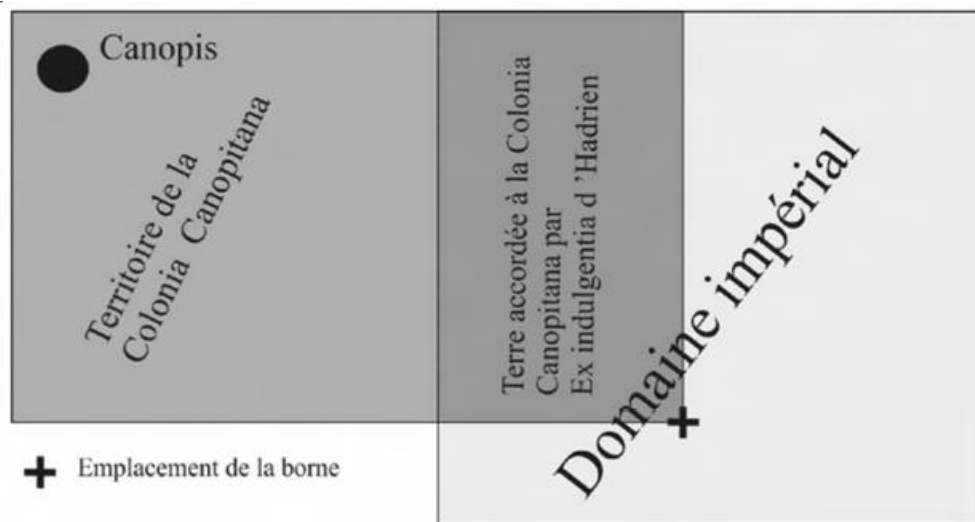 Canopis
Territoire de la
Colonia Canopitana
Terre accordée à la Colonia
Canopitana par
Ex indulgentia d ’Hadrien
Domaine impérial
Emplacement de la borne